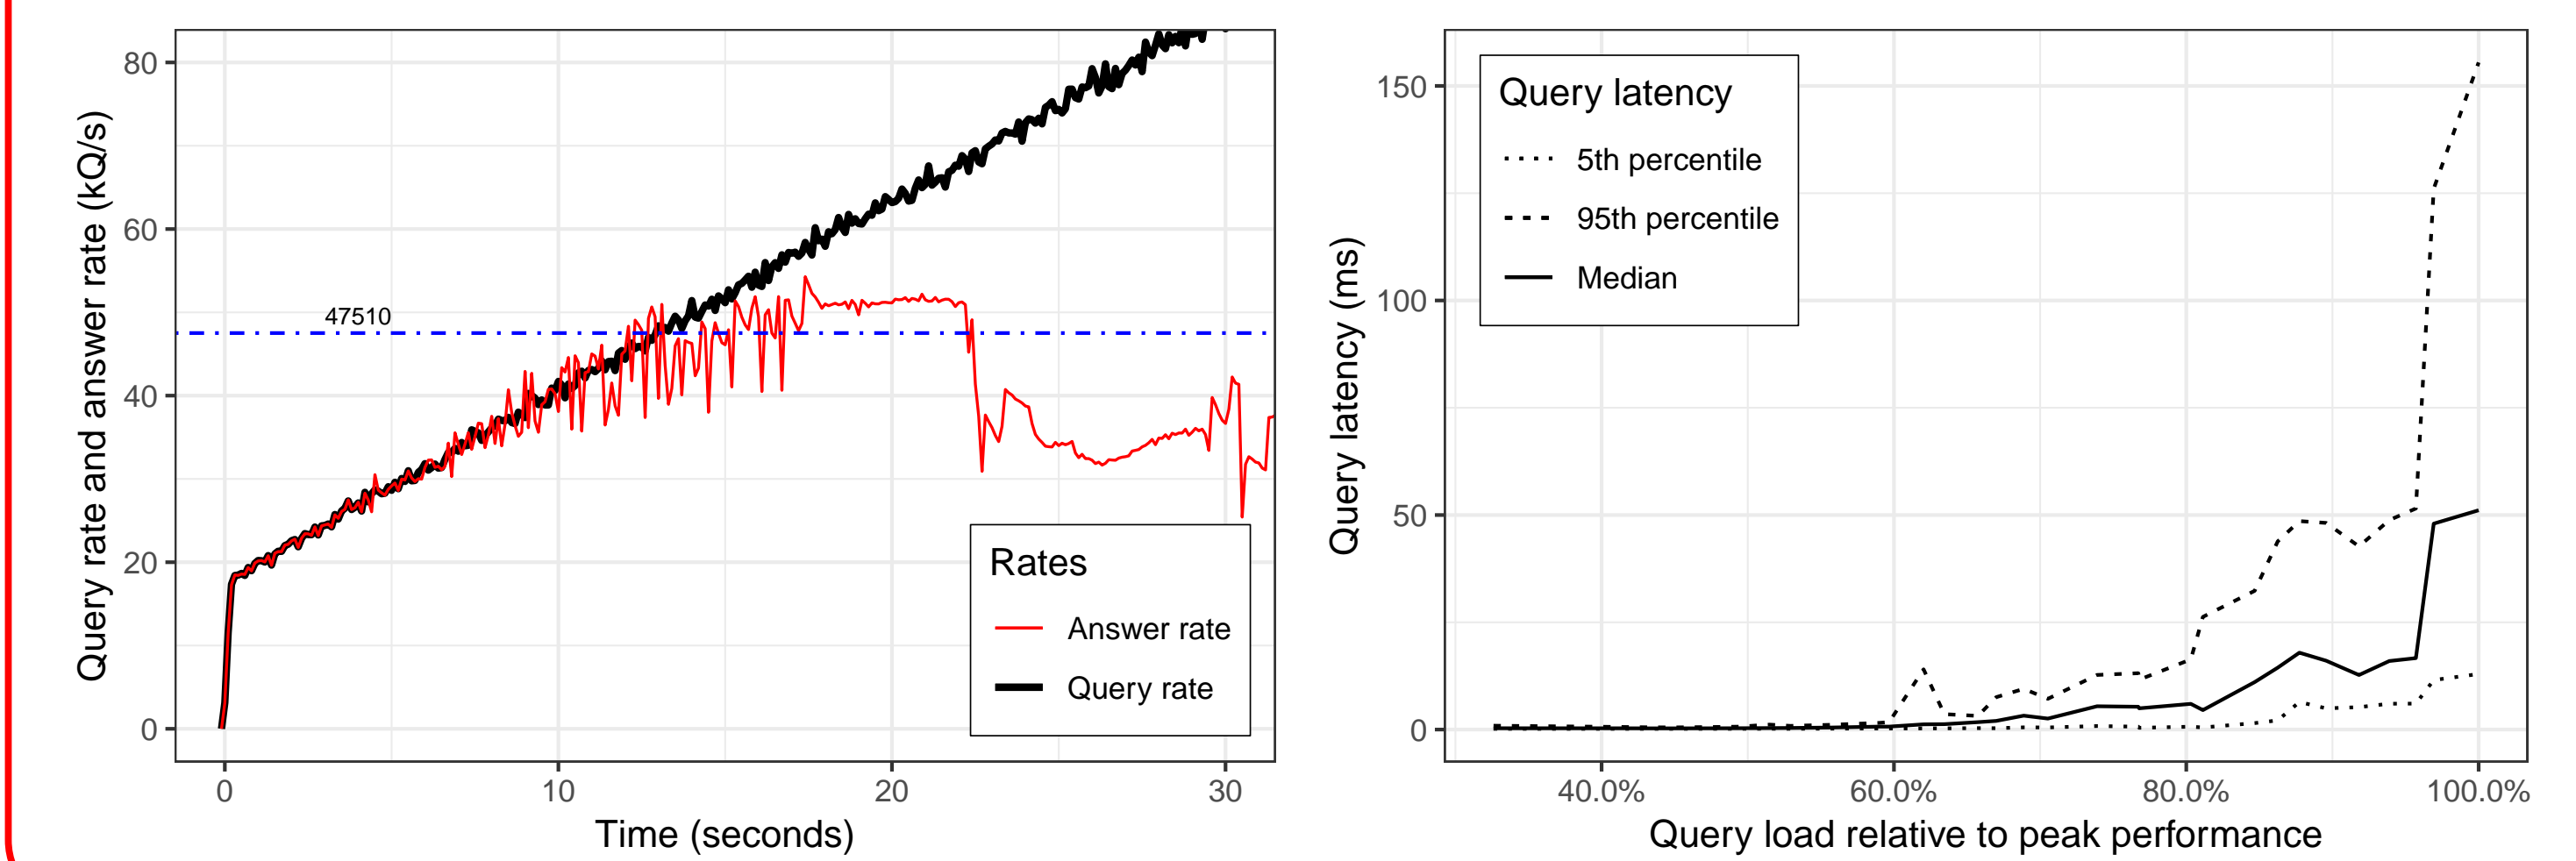 Query rate and answer rate (kQ/s)
80
60
40
20
0
47510
Rates
Answer rate
Query rate
0 10 20 30
Time (seconds)
Query latency (ms)
150
100
50
0
Query latency
5th percentile
95th percentile
Median
40.0% 60.0% 80.0% 100.0%
Query load relative to peak performance